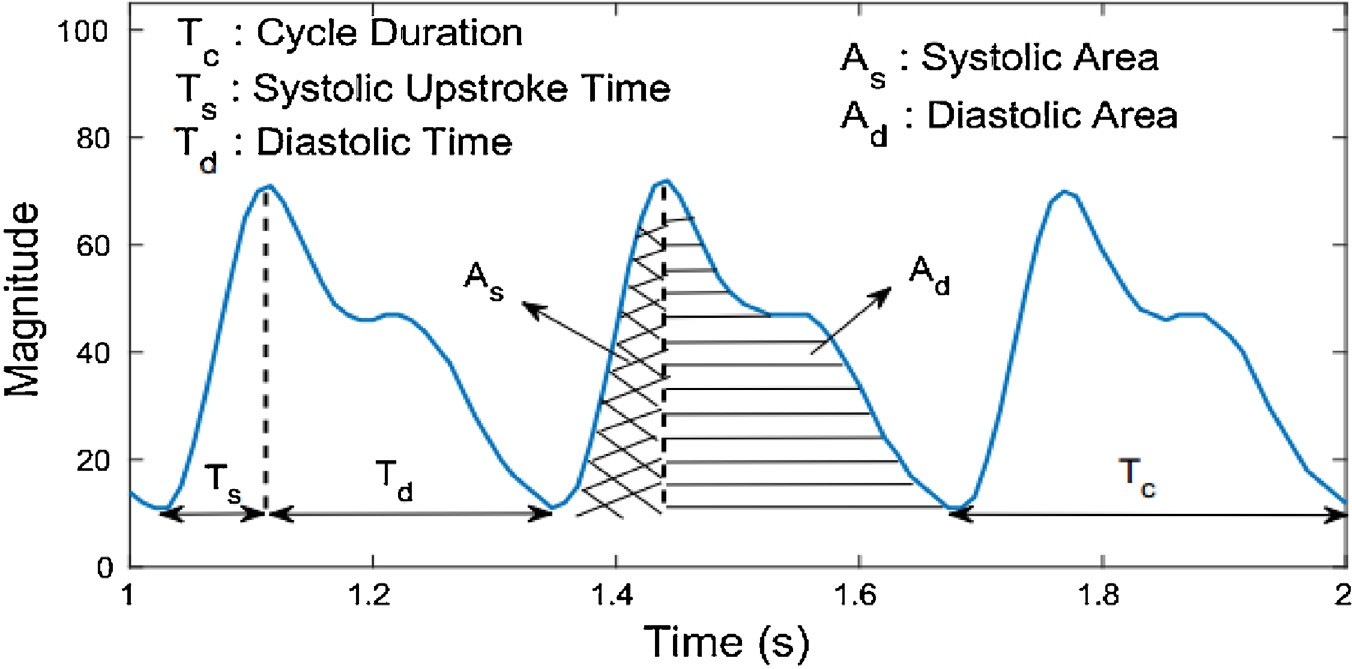 T_c : Cycle Duration
T_s : Systolic Upstroke Time
T_d : Diastolic Time
A_s : Systolic Area
A_d : Diastolic Area
Magnitude
100
80
60
40
20
0
A_s
A_d
T_s
T_d
T_c
1
1.2
1.4
1.6
1.8
2
Time (s)